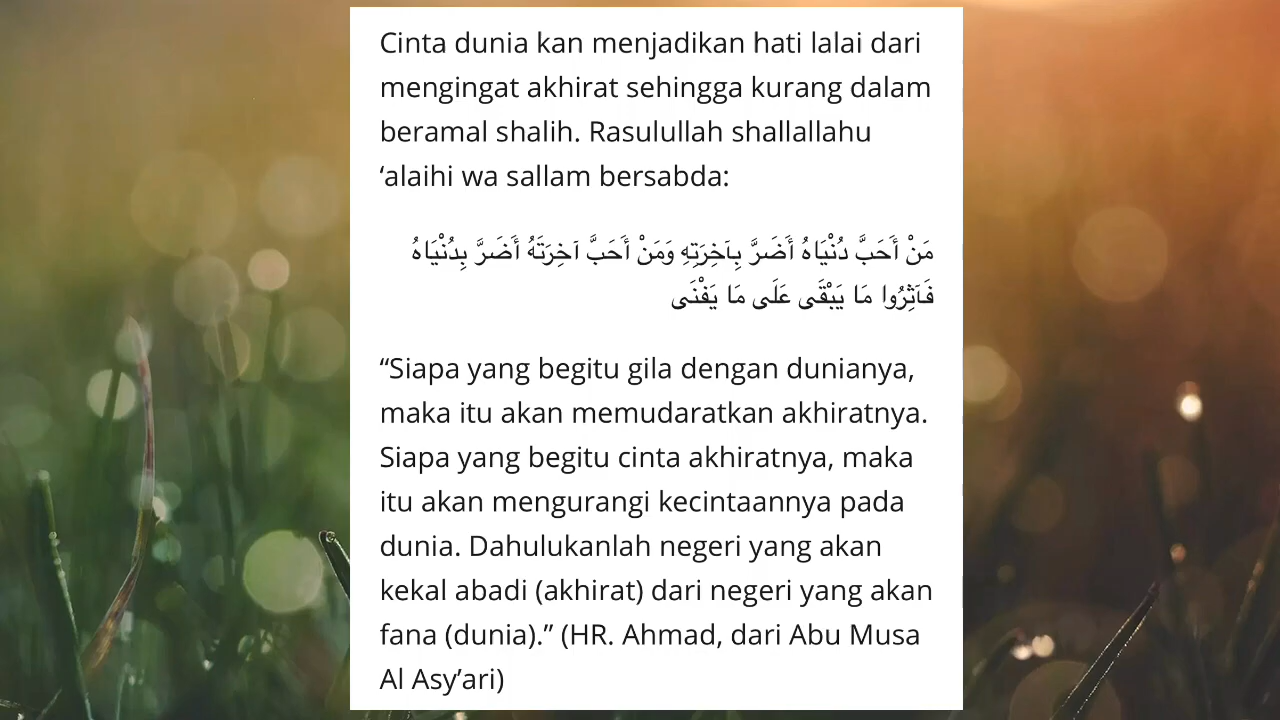 Cinta dunia kan menjadikan hati lalai dari
mengingat akhirat sehingga kurang dalam
beramal shalih. Rasulullah shallallahu
‘alaihi wa sallam bersabda:
مَنْ أَحَبَّ دُنْيَاهُ أَضَرَّ بِآخِرَتِهِ وَمَنْ أَحَبَّ آخِرَتَهُ أَضَرَّ بِدُنْيَاهُ
فَآثِرُوا مَا يَبْقَى عَلَى مَا يَفْنَى
“Siapa yang begitu gila dengan dunianya,
maka itu akan memudaratkan akhiratnya.
Siapa yang begitu cinta akhiratnya, maka
itu akan mengurangi kecintaannya pada
dunia. Dahulukanlah negeri yang akan
kekal abadi (akhirat) dari negeri yang akan
fana (dunia).” (HR. Ahmad, dari Abu Musa
Al Asy’ari)